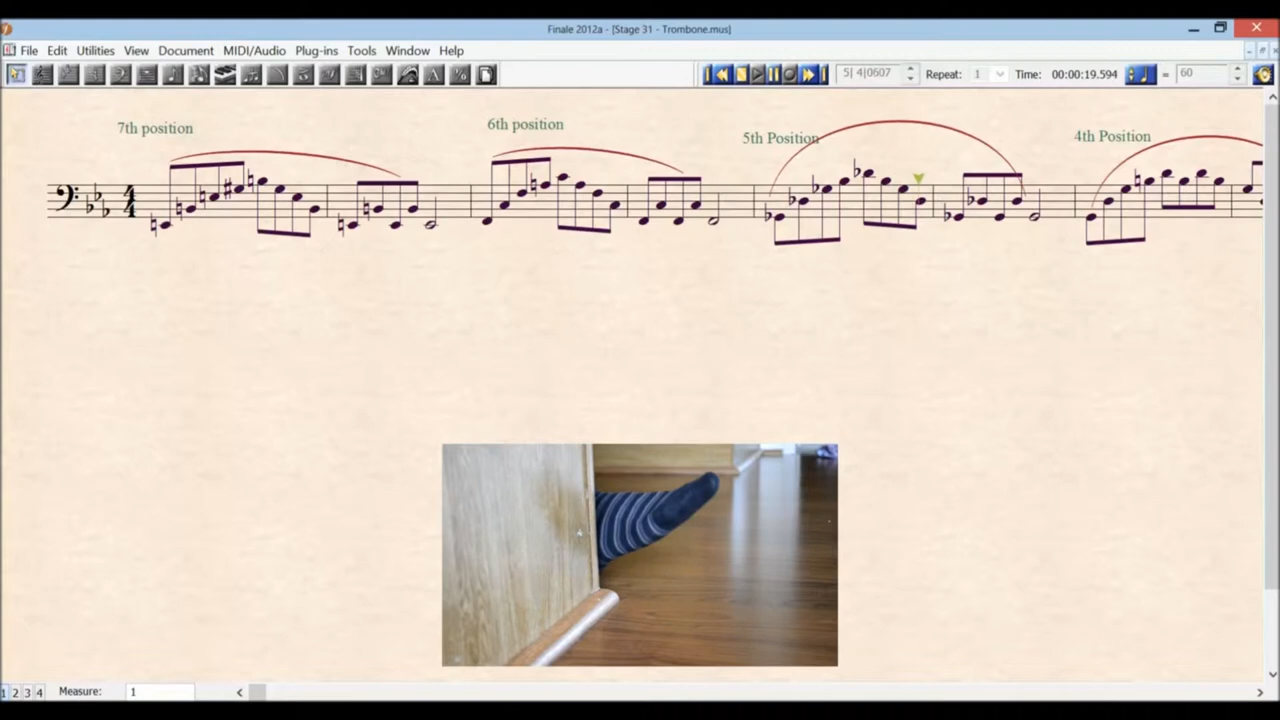 Finale 2012a - [Stage 31 - Trombone.mus]
File Edit Utilities View Document MIDI/Audio Plug-ins Tools Window Help
5| 4|0607 Repeat: 1 Time: 00:00:19.594 = 60
7th position 6th position 5th Position 4th Position
4
4
1 2 3 4 Measure: 1